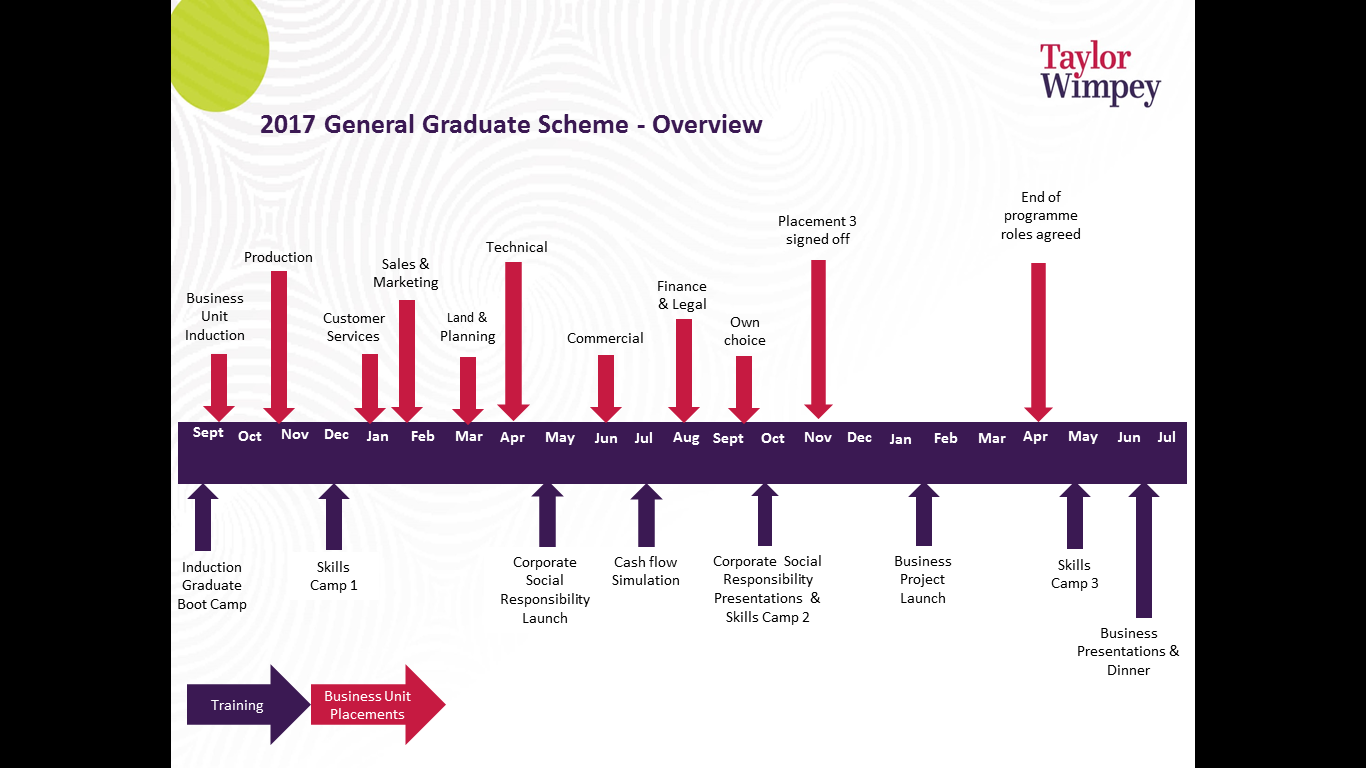 Taylor
Wimpey
2017 General Graduate Scheme - Overview
Business
Unit
Induction
Production
Customer
Services
Sales &
Marketing
Land &
Planning
Technical
Commercial
Finance
& Legal
Own
choice
Placement 3
signed off
End of
programme
roles agreed
Sept Oct Nov Dec Jan Feb Mar Apr May Jun Jul Aug Sept Oct Nov Dec Jan Feb Mar Apr May Jun Jul
Induction
Graduate
Boot Camp
Skills
Camp 1
Corporate
Social
Responsibility
Launch
Cash flow
Simulation
Corporate Social
Responsibility
Presentations &
Skills Camp 2
Business
Project
Launch
Skills
Camp 3
Business
Presentations &
Dinner
Training
Business Unit
Placements